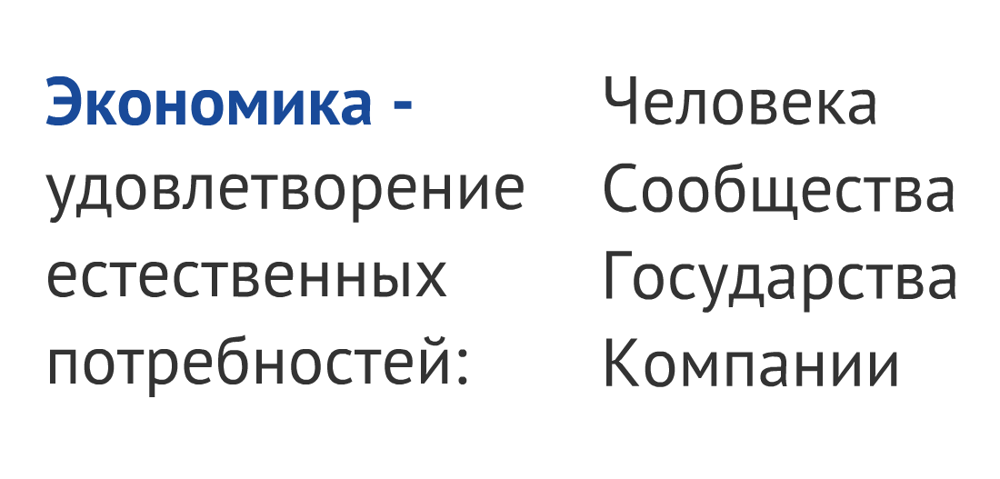 Экономика -
удовлетворение
естественных
потребностей:
Человека
Сообщества
Государства
Компании